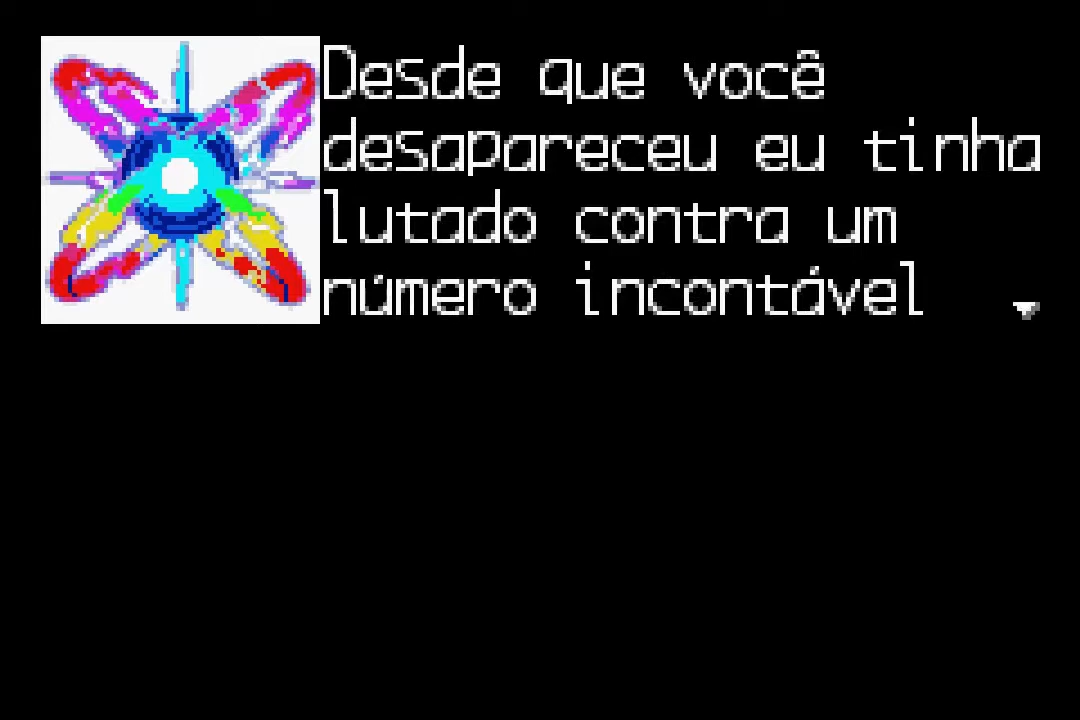 Desde que você
desapareceu eu tinha
lutado contra um
número incontável